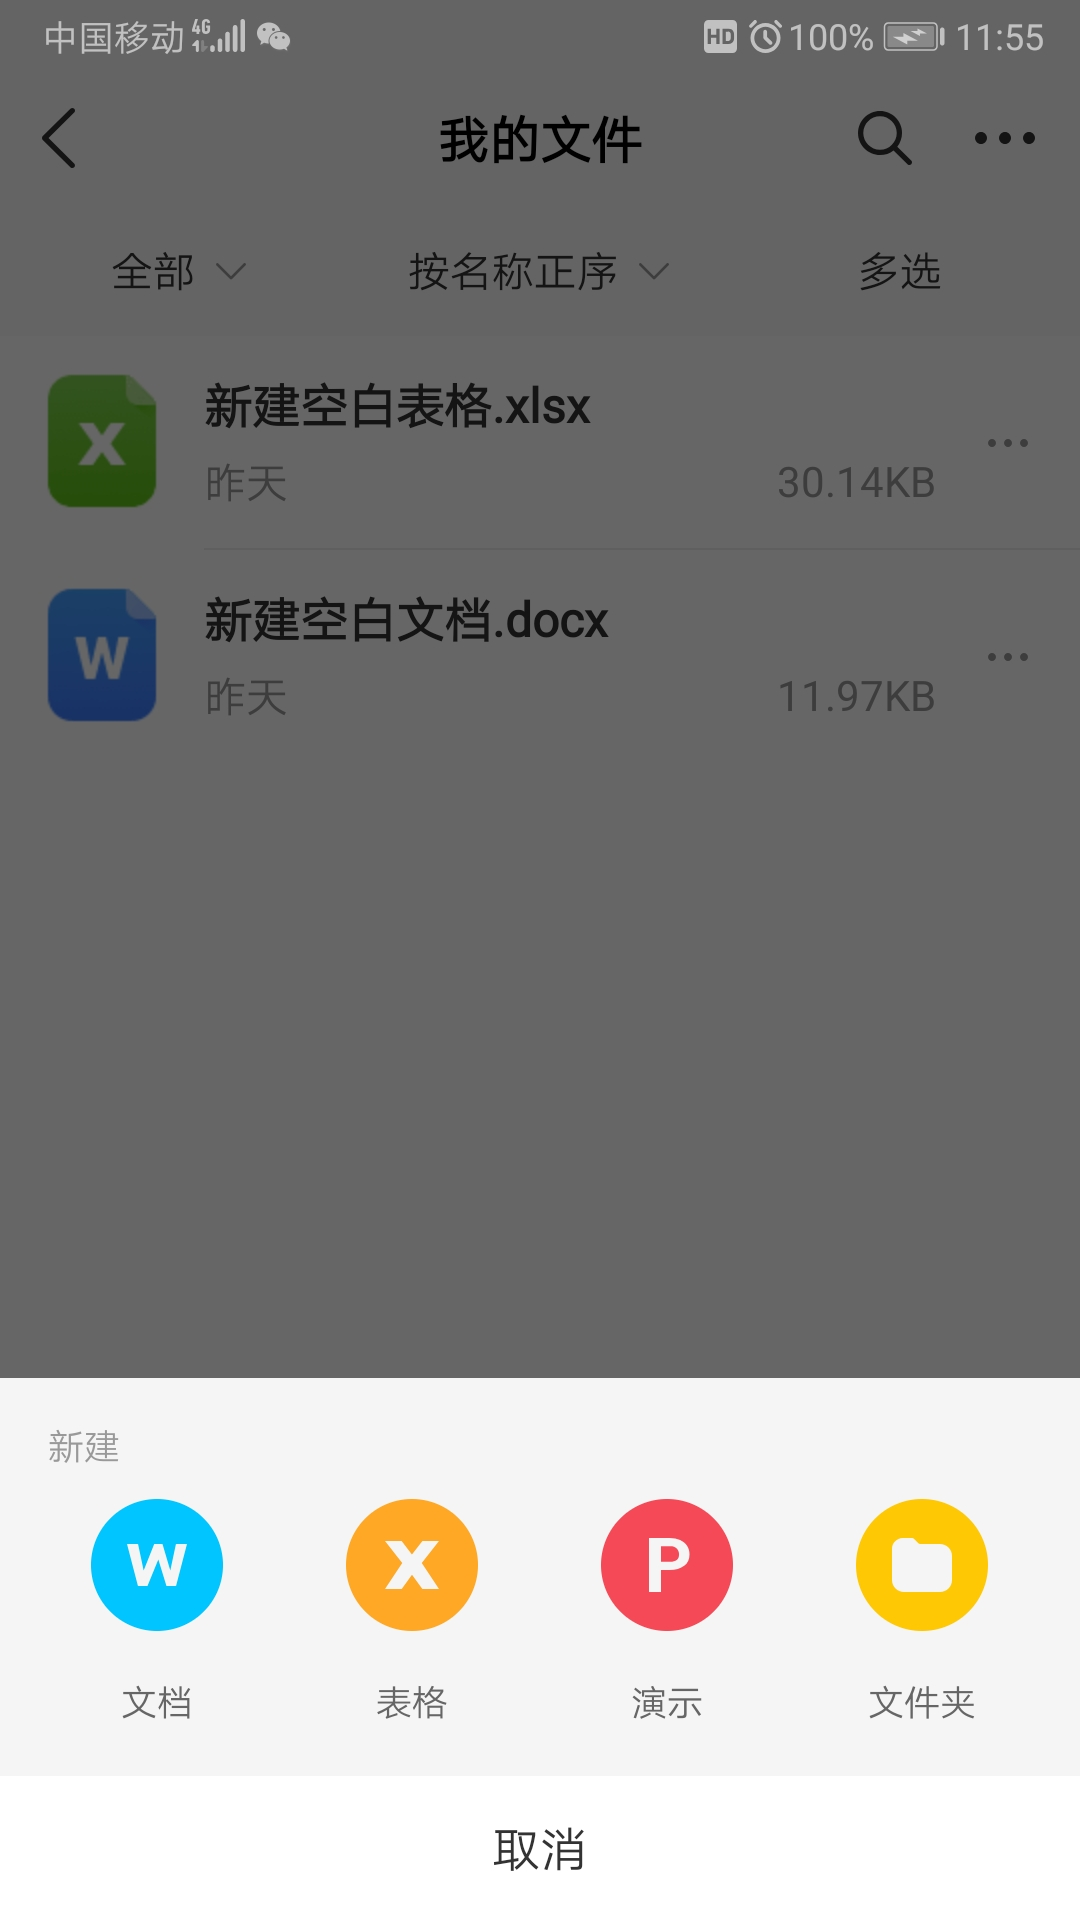 中国移动 4G HD 100% 11:55
我的文件
全部 按名称正序 多选
X 新建空白表格.xlsx
昨天 30.14KB
W 新建空白文档.docx
昨天 11.97KB
新建
W X P
文档 表格 演示 文件夹
取消